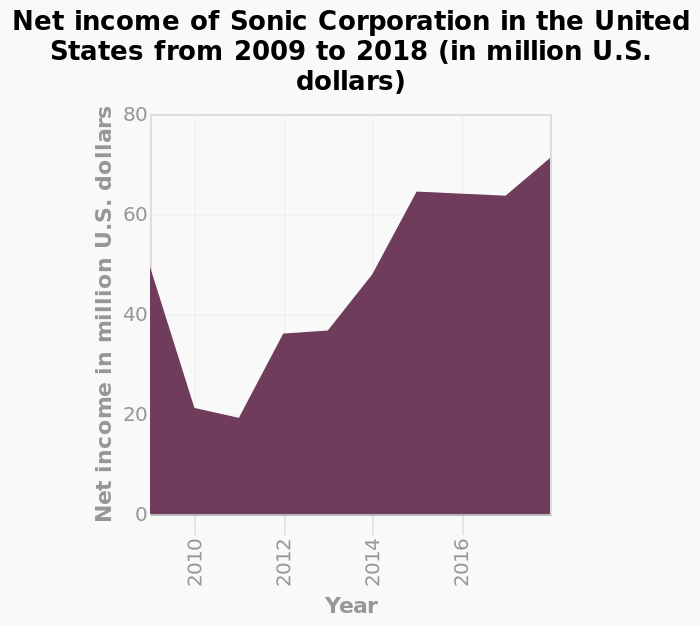 Net income of Sonic Corporation in the United
States from 2009 to 2018 (in million U.S.
dollars)
Net income in million U.S. dollars
80
60
40
20
0
2010
2012
2014
2016
Year